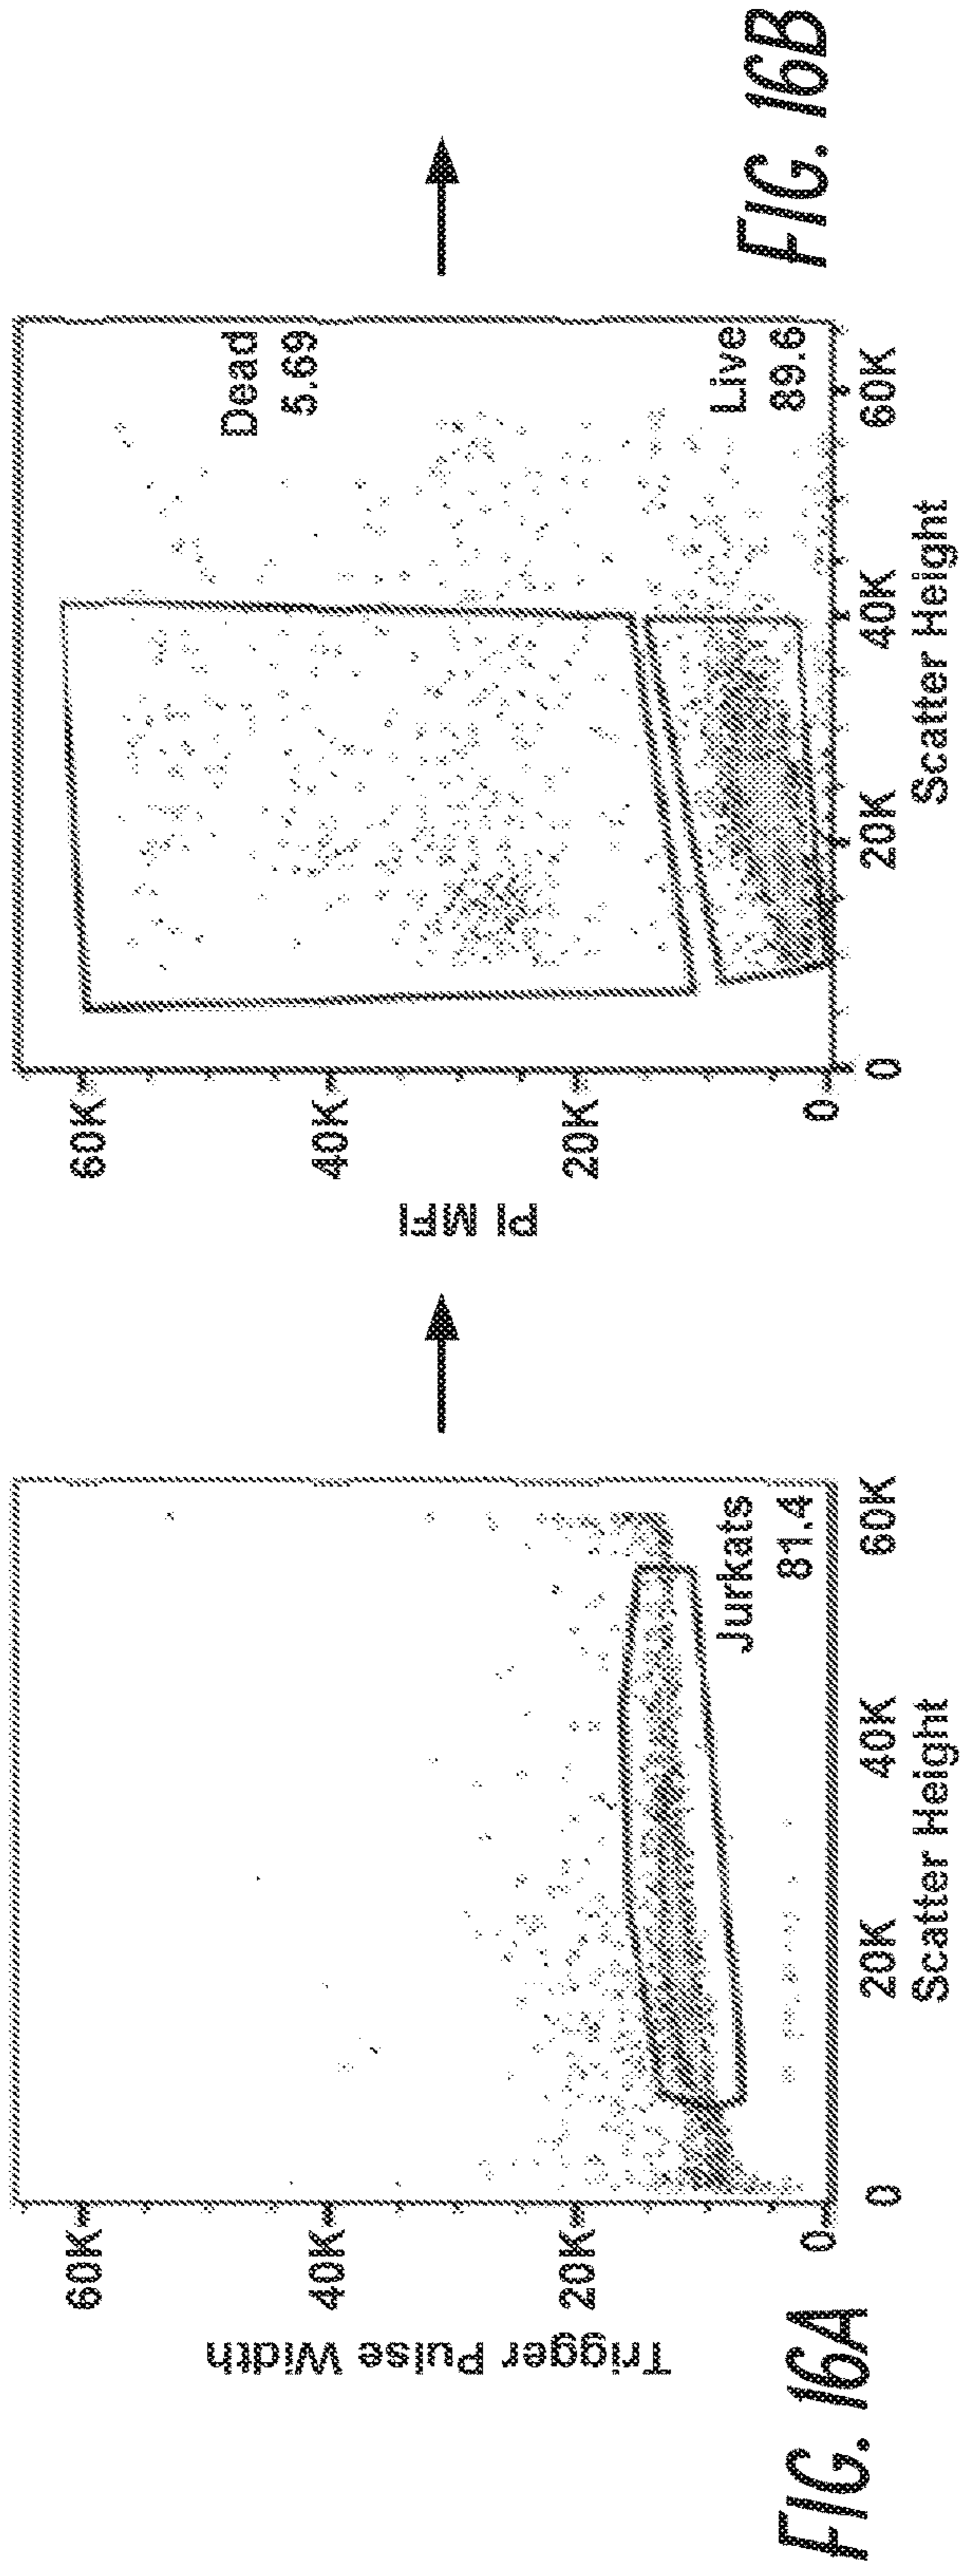 60K
40K
20K
0
Trigger Pulse Width
Jurkats
81.4
0
20K
40K
60K
Scatter Height
FIG. 16A
60K
40K
20K
0
PI MFI
Dead
5.69
Live
89.6
0
20K
40K
60K
Scatter Height
FIG. 16B